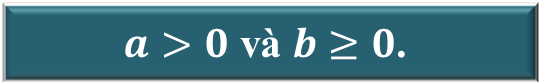 a > 0 và b ≥ 0.